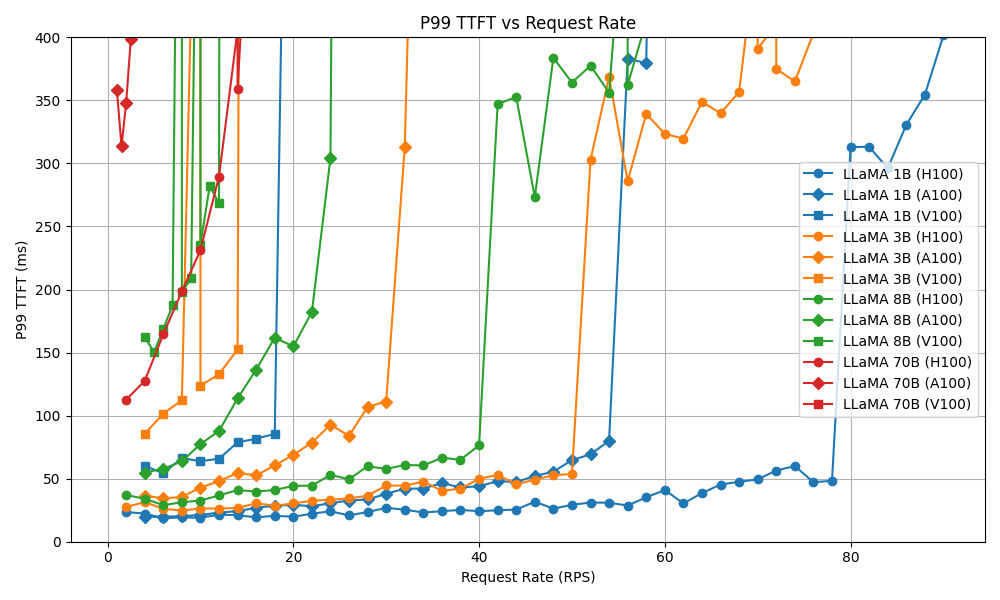 P99 TTFT vs Request Rate
400
350
300
250
200
150
100
50
0
P99 TTFT (ms)
LLaMA 1B (H100)
LLaMA 1B (A100)
LLaMA 1B (V100)
LLaMA 3B (H100)
LLaMA 3B (A100)
LLaMA 3B (V100)
LLaMA 8B (H100)
LLaMA 8B (A100)
LLaMA 8B (V100)
LLaMA 70B (H100)
LLaMA 70B (A100)
LLaMA 70B (V100)
0 20 40 60 80
Request Rate (RPS)